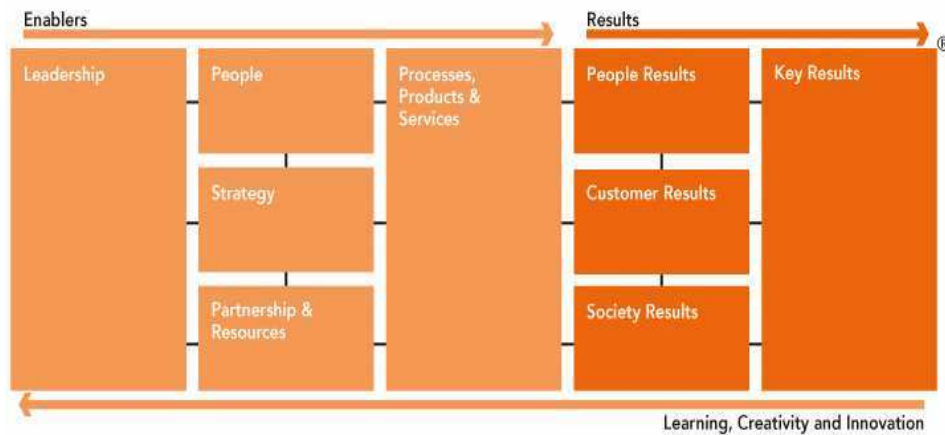 Enablers
Results
®
Leadership
People
Processes,
Products &
Services
People Results
Key Results
Strategy
Customer Results
Partnership &
Resources
Society Results
Learning, Creativity and Innovation